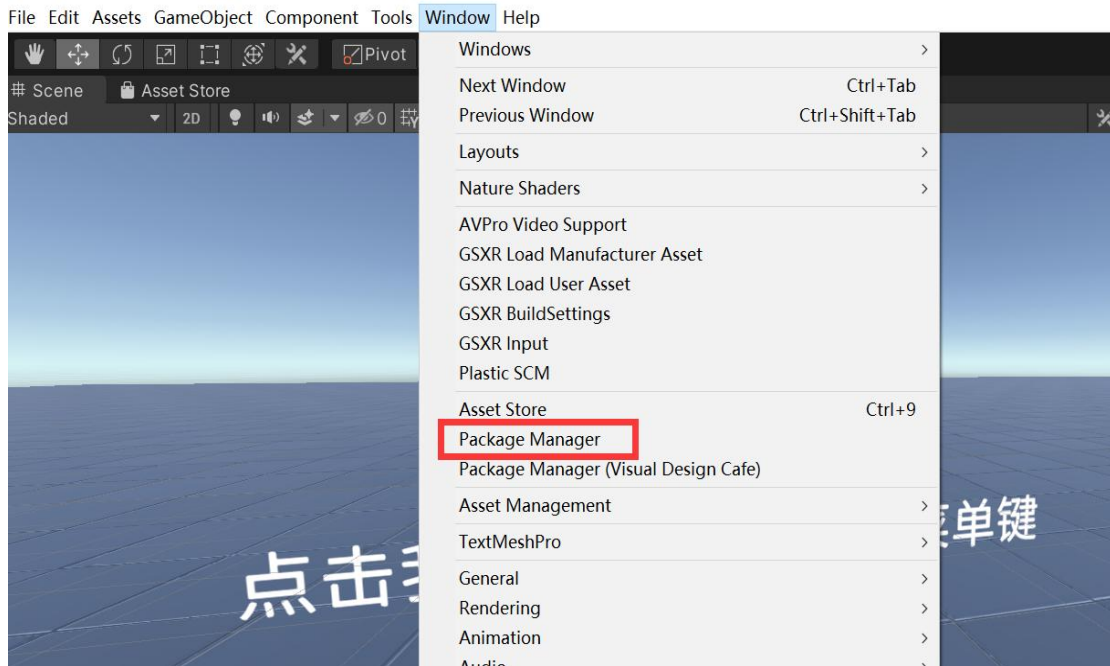 File Edit Assets GameObject Component Tools Window Help
Pivot
Scene Asset Store
Shaded 2D 0
Windows
Next Window Ctrl+Tab
Previous Window Ctrl+Shift+Tab
Layouts
Nature Shaders
AVPro Video Support
GSXR Load Manufacturer Asset
GSXR Load User Asset
GSXR BuildSettings
GSXR Input
Plastic SCM
Asset Store Ctrl+9
Package Manager
Package Manager (Visual Design Cafe)
Asset Management
TextMeshPro
General
Rendering
Animation
Audio
点击
单键